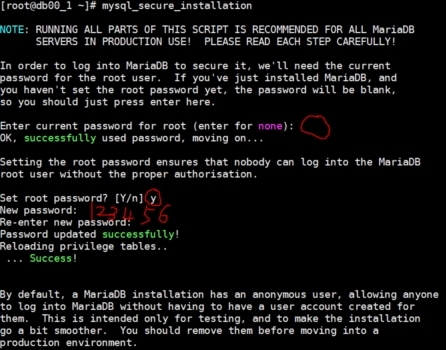 [root@db00_1 ~]# mysql_secure_installation
NOTE: RUNNING ALL PARTS OF THIS SCRIPT IS RECOMMENDED FOR ALL MariaDB
SERVERS IN PRODUCTION USE!  PLEASE READ EACH STEP CAREFULLY!
In order to log into MariaDB to secure it, we'll need the current
password for the root user.  If you've just installed MariaDB, and
you haven't set the root password yet, the password will be blank,
so you should just press enter here.
Enter current password for root (enter for none):
OK, successfully used password, moving on...
Setting the root password ensures that nobody can log into the MariaDB
root user without the proper authorisation.
Set root password? [Y/n] y
New password: 123456
Re-enter new password:
Password updated successfully!
Reloading privilege tables..
... Success!
By default, a MariaDB installation has an anonymous user, allowing anyone
to log into MariaDB without having to have a user account created for
them.  This is intended only for testing, and to make the installation
go a bit smoother.  You should remove them before moving into a
production environment.